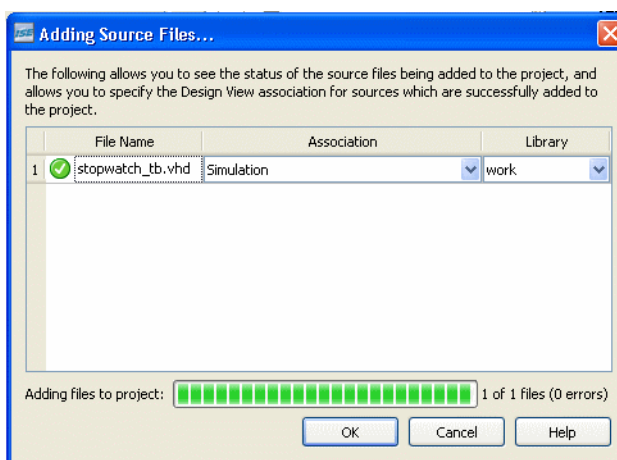 ISE Adding Source Files...
The following allows you to see the status of the source files being added to the project, and
allows you to specify the Design View association for sources which are successfully added to
the project.
File Name Association Library
1 stopwatch_tb.vhd Simulation work
Adding files to project: 1 of 1 files (0 errors)
OK Cancel Help